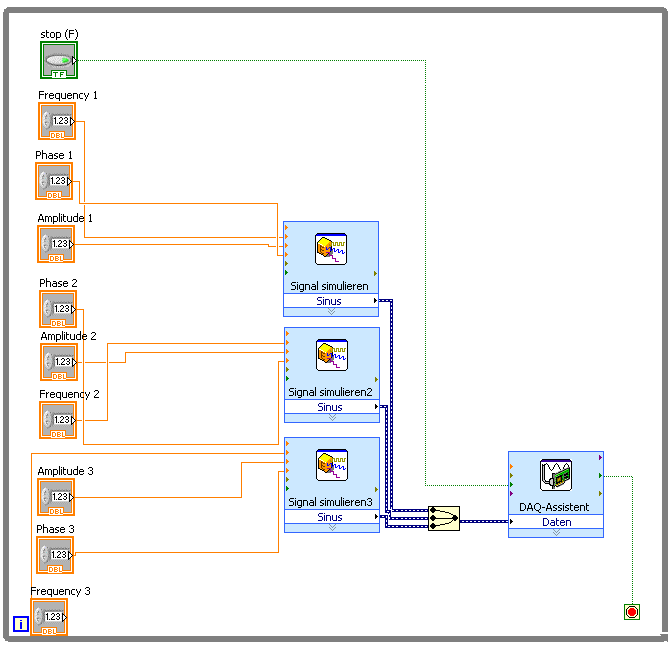 stop (F)
TF
Frequency 1
1.23
DBL
Phase 1
1.23
DBL
Amplitude 1
1.23
DBL
Signal simulieren
Sinus
Phase 2
1.23
DBL
Amplitude 2
1.23
DBL
Signal simulieren2
Sinus
Frequency 2
1.23
DBL
Amplitude 3
1.23
DBL
Signal simulieren3
Sinus
DAQ-Assistent
Daten
Phase 3
1.23
DBL
Frequency 3
1.23
DBL
i